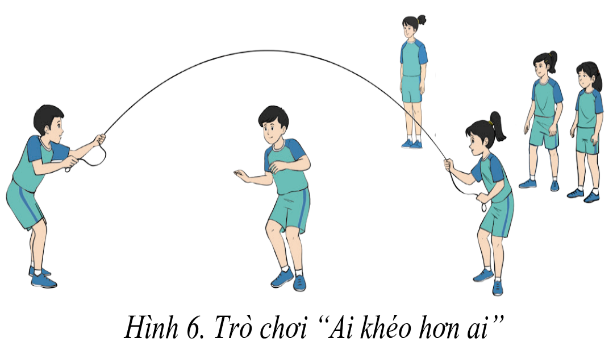 Hình 6. Trò chơi “Ai khéo hơn ai”